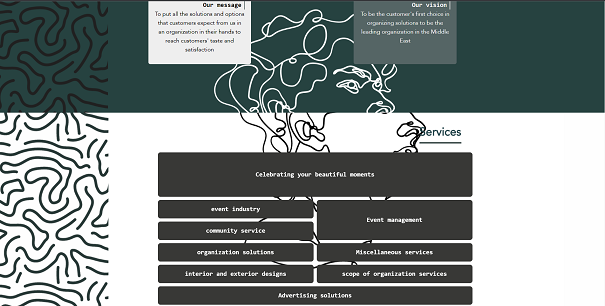 Our message
To put all the solutions and options
that customers expect from us in
an organization in their hands to
reach customers' taste and
satisfaction
Our vision
To be the customer's first choice in
organizing solutions to be the
leading organization in the Middle
East
Services
Celebrating your beautiful moments
event industry
Event management
community service
organization solutions
Miscellaneous services
interior and exterior designs
scope of organization services
Advertising solutions